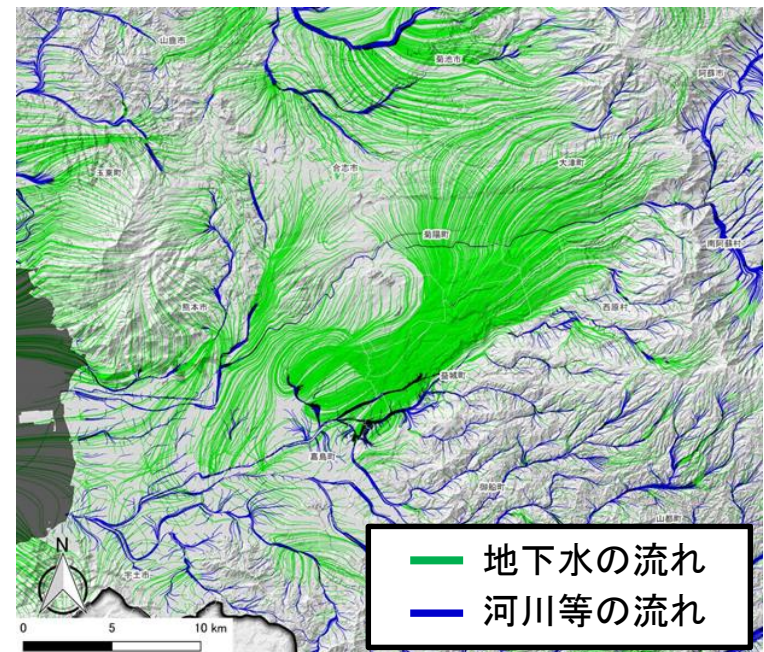 山鹿市
菊池市
阿蘇市
玉東町
合志市
大津町
菊陽町
南阿蘇村
熊本市
西原村
益城町
嘉島町
御船町
山都町
宇土市
N
0 5 10 km
地下水の流れ
河川等の流れ